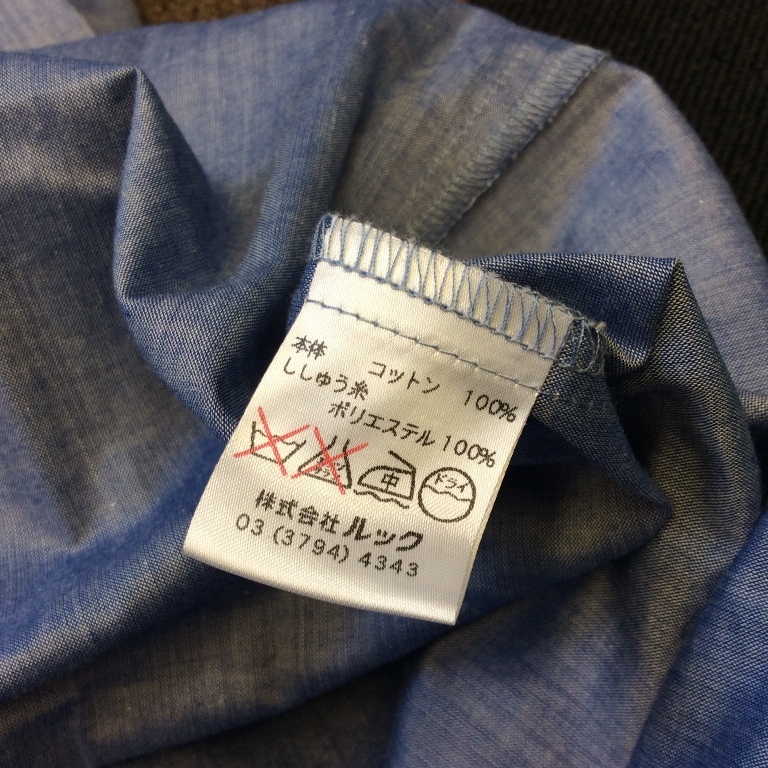 本体 コットン 100%
ししゅう糸
ポリエステル 100%
中 ドライ
株式会社 ルック
03 (3794) 4343